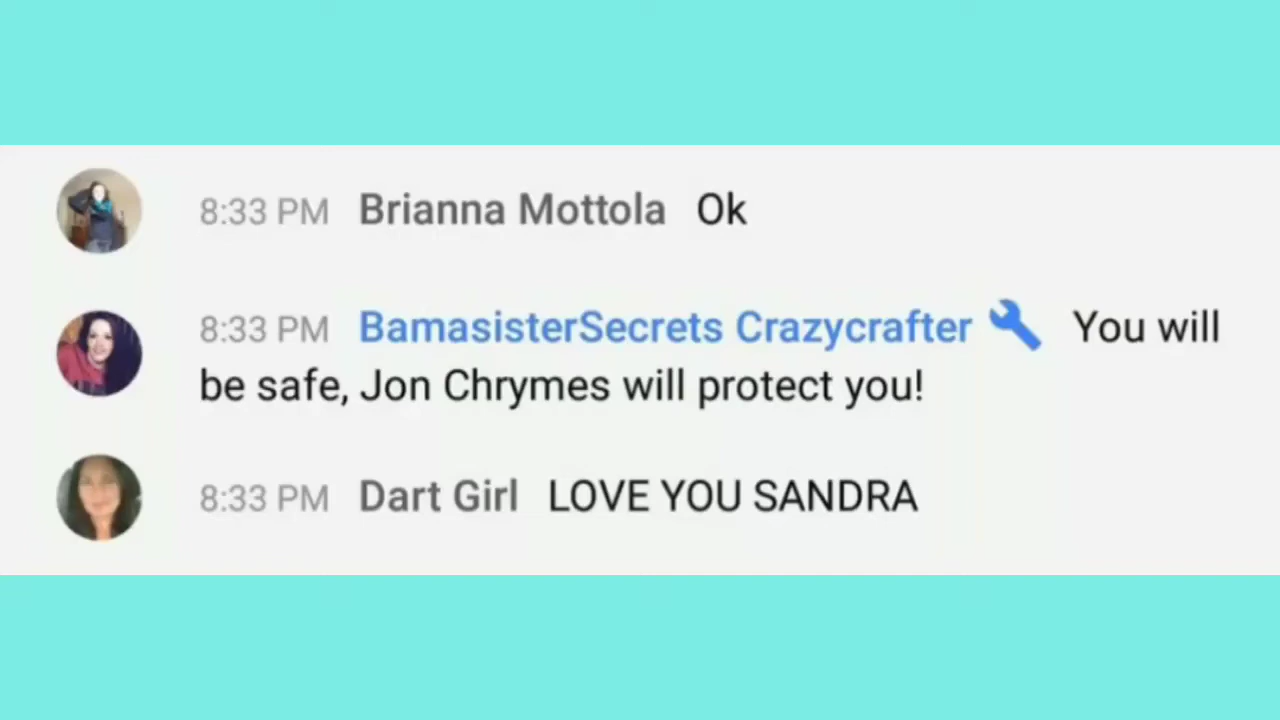 8:33 PM Brianna Mottola Ok
8:33 PM BamasisterSecrets Crazycrafter You will
be safe, Jon Chrymes will protect you!
8:33 PM Dart Girl LOVE YOU SANDRA